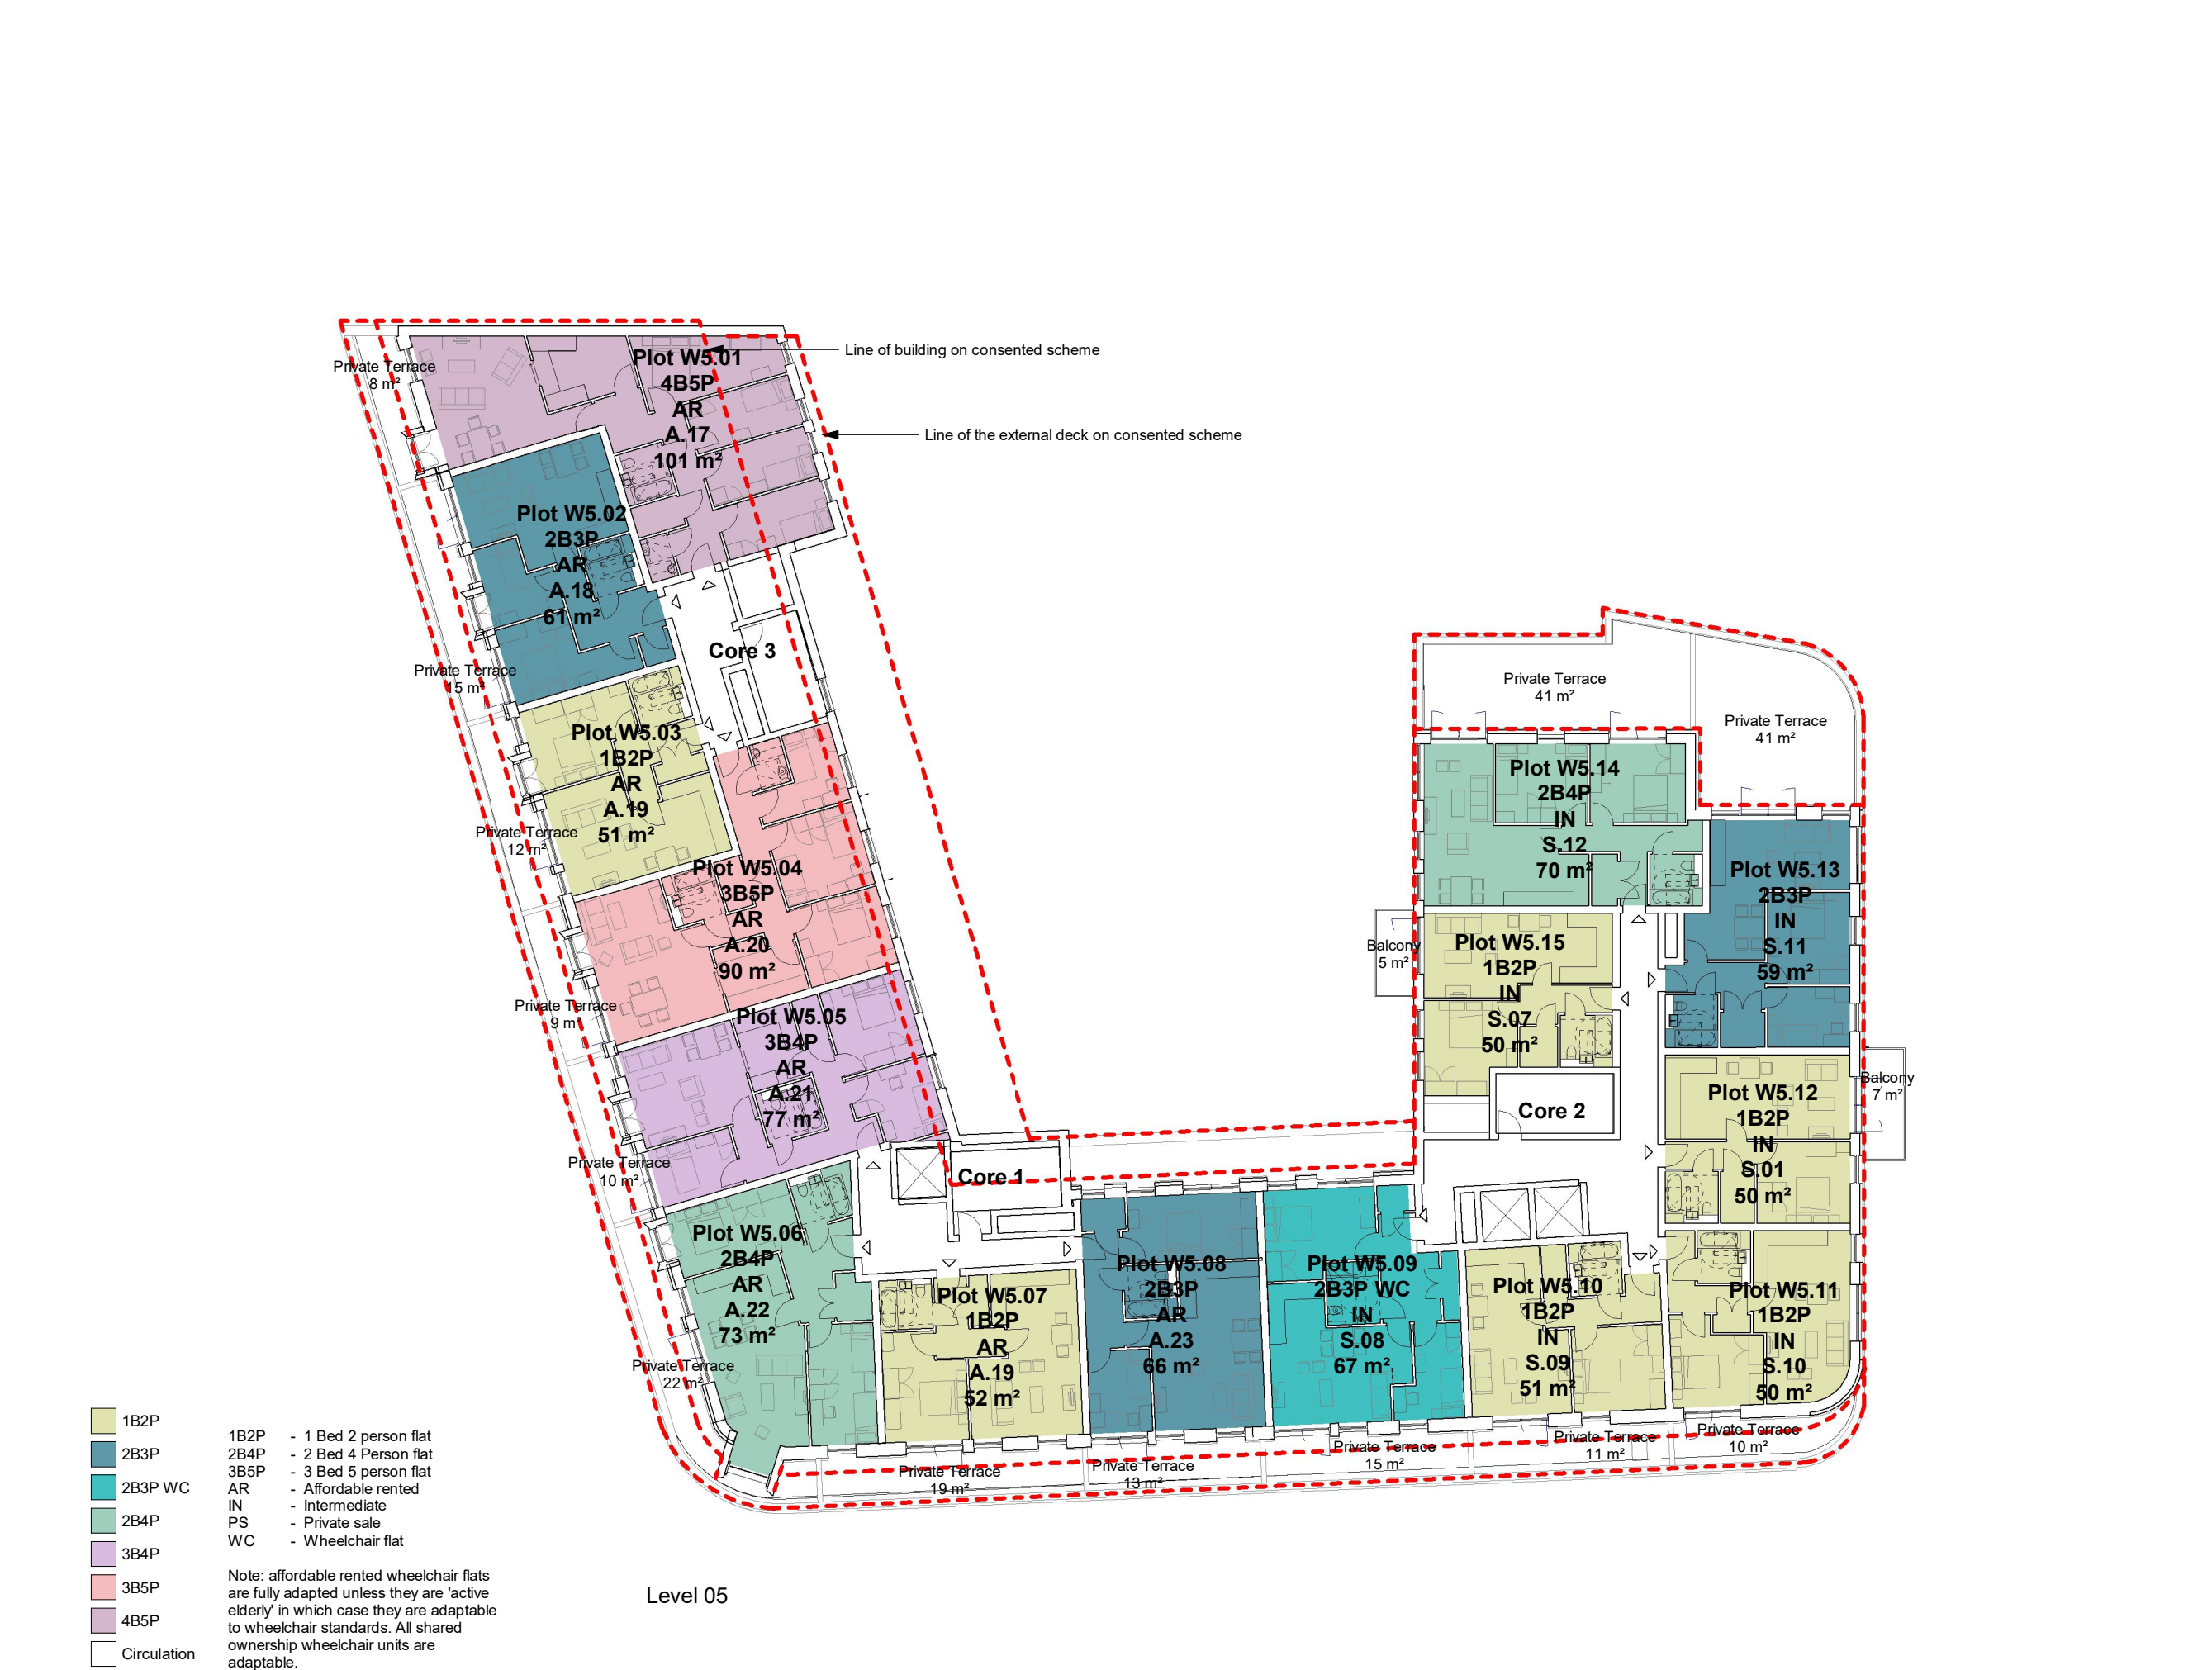 Line of building on consented scheme
Line of the external deck on consented scheme
Private Terrace
8 m²
Plot W5.01
4B5P
AR
A.17
101 m²
Plot W5.02
2B3P
AR
A.18
61 m²
Core 3
Private Terrace
15 m²
Plot W5.03
1B2P
AR
A.19
51 m²
Private Terrace
12 m²
Plot W5.04
3B5P
AR
A.20
90 m²
Private Terrace
9 m²
Plot W5.05
3B4P
AR
A.21
77 m²
Private Terrace
10 m²
Core 1
Plot W5.06
2B4P
AR
A.22
73 m²
Private Terrace
22 m²
Plot W5.07
1B2P
AR
A.19
52 m²
Private Terrace
19 m²
Plot W5.08
2B3P
AR
A.23
66 m²
Private Terrace
13 m²
Plot W5.09
2B3P WC
IN
S.08
67 m²
Private Terrace
15 m²
Plot W5.10
1B2P
IN
S.09
51 m²
Private Terrace
11 m²
Plot W5.11
1B2P
IN
S.10
50 m²
Private Terrace
10 m²
Private Terrace
41 m²
Private Terrace
41 m²
Plot W5.14
2B4P
IN
S.12
70 m²
Plot W5.13
2B3P
IN
S.11
59 m²
Balcony
5 m²
Plot W5.15
1B2P
IN
S.07
50 m²
Core 2
Plot W5.12
1B2P
IN
S.01
50 m²
Balcony
7 m²
1B2P
2B3P
2B3P WC
2B4P
3B4P
3B5P
4B5P
Circulation
1B2P - 1 Bed 2 person flat
2B4P - 2 Bed 4 Person flat
3B5P - 3 Bed 5 person flat
AR - Affordable rented
IN - Intermediate
PS - Private sale
WC - Wheelchair flat
Note: affordable rented wheelchair flats
are fully adapted unless they are 'active
elderly' in which case they are adaptable
to wheelchair standards. All shared
ownership wheelchair units are
adaptable.
Level 05